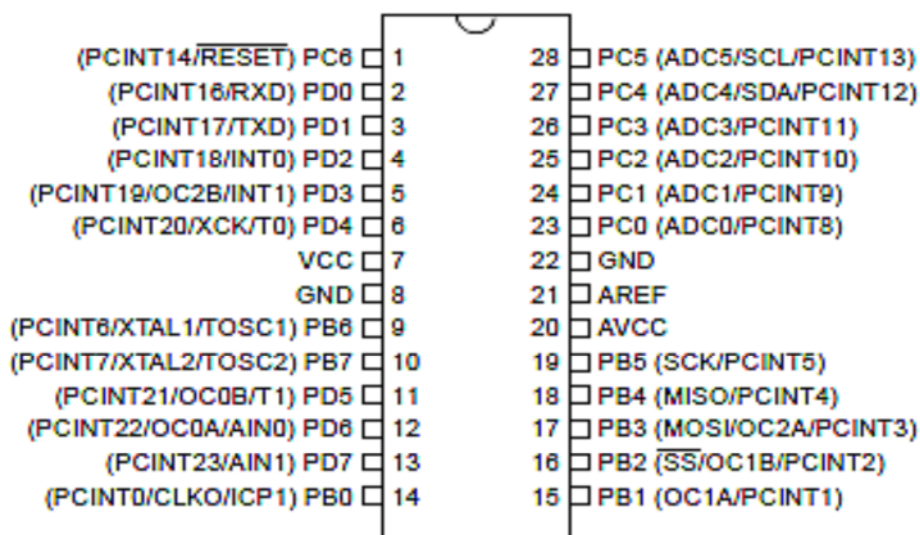 (PCINT14/RESET) PC6 1 28 PC5 (ADC5/SCL/PCINT13)
(PCINT16/RXD) PD0 2 27 PC4 (ADC4/SDA/PCINT12)
(PCINT17/TXD) PD1 3 26 PC3 (ADC3/PCINT11)
(PCINT18/INT0) PD2 4 25 PC2 (ADC2/PCINT10)
(PCINT19/OC2B/INT1) PD3 5 24 PC1 (ADC1/PCINT9)
(PCINT20/XCK/T0) PD4 6 23 PC0 (ADC0/PCINT8)
VCC 7 22 GND
GND 8 21 AREF
(PCINT6/XTAL1/TOSC1) PB6 9 20 AVCC
(PCINT7/XTAL2/TOSC2) PB7 10 19 PB5 (SCK/PCINT5)
(PCINT21/OC0B/T1) PD5 11 18 PB4 (MISO/PCINT4)
(PCINT22/OC0A/AIN0) PD6 12 17 PB3 (MOSI/OC2A/PCINT3)
(PCINT23/AIN1) PD7 13 16 PB2 (SS/OC1B/PCINT2)
(PCINT0/CLKO/ICP1) PB0 14 15 PB1 (OC1A/PCINT1)